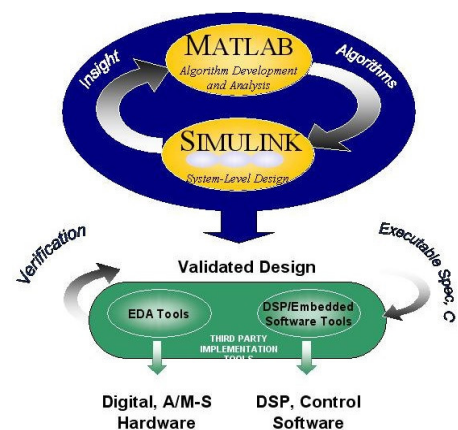 MATLAB
Algorithm Development
and Analysis
Insight
Algorithms
SIMULINK
System-Level Design
Verification
Executable Spec, C
Validated Design
EDA Tools
DSP/Embedded
Software Tools
THIRD PARTY
IMPLEMENTATION
TOOLS
Digital, A/M-S
Hardware
DSP, Control
Software